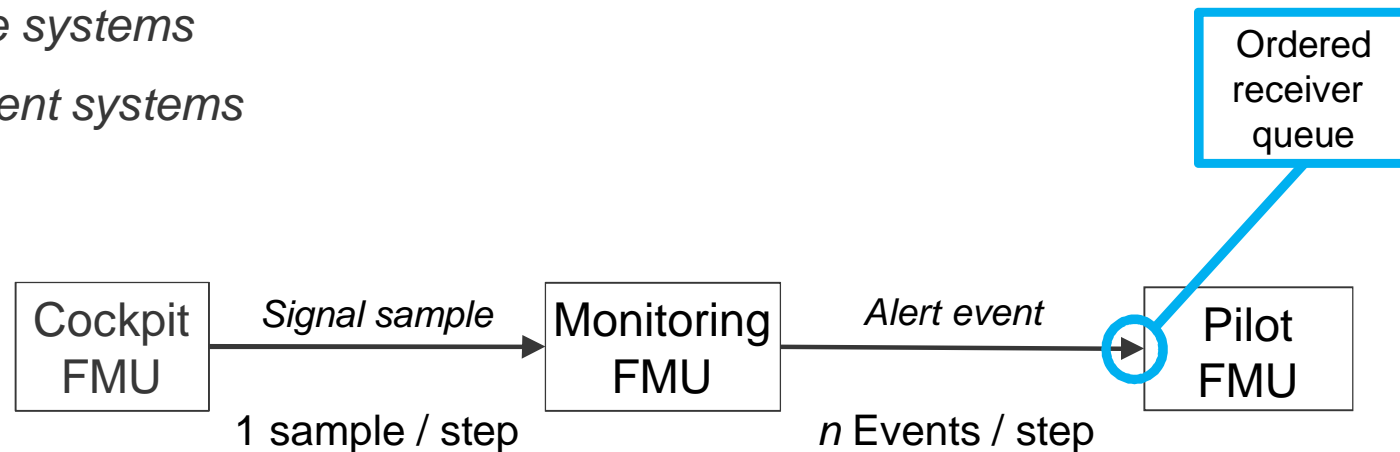 systems
ent systems
Ordered
receiver
queue
Cockpit
FMU
Signal sample
1 sample / step
Monitoring
FMU
Alert event
n Events / step
Pilot
FMU